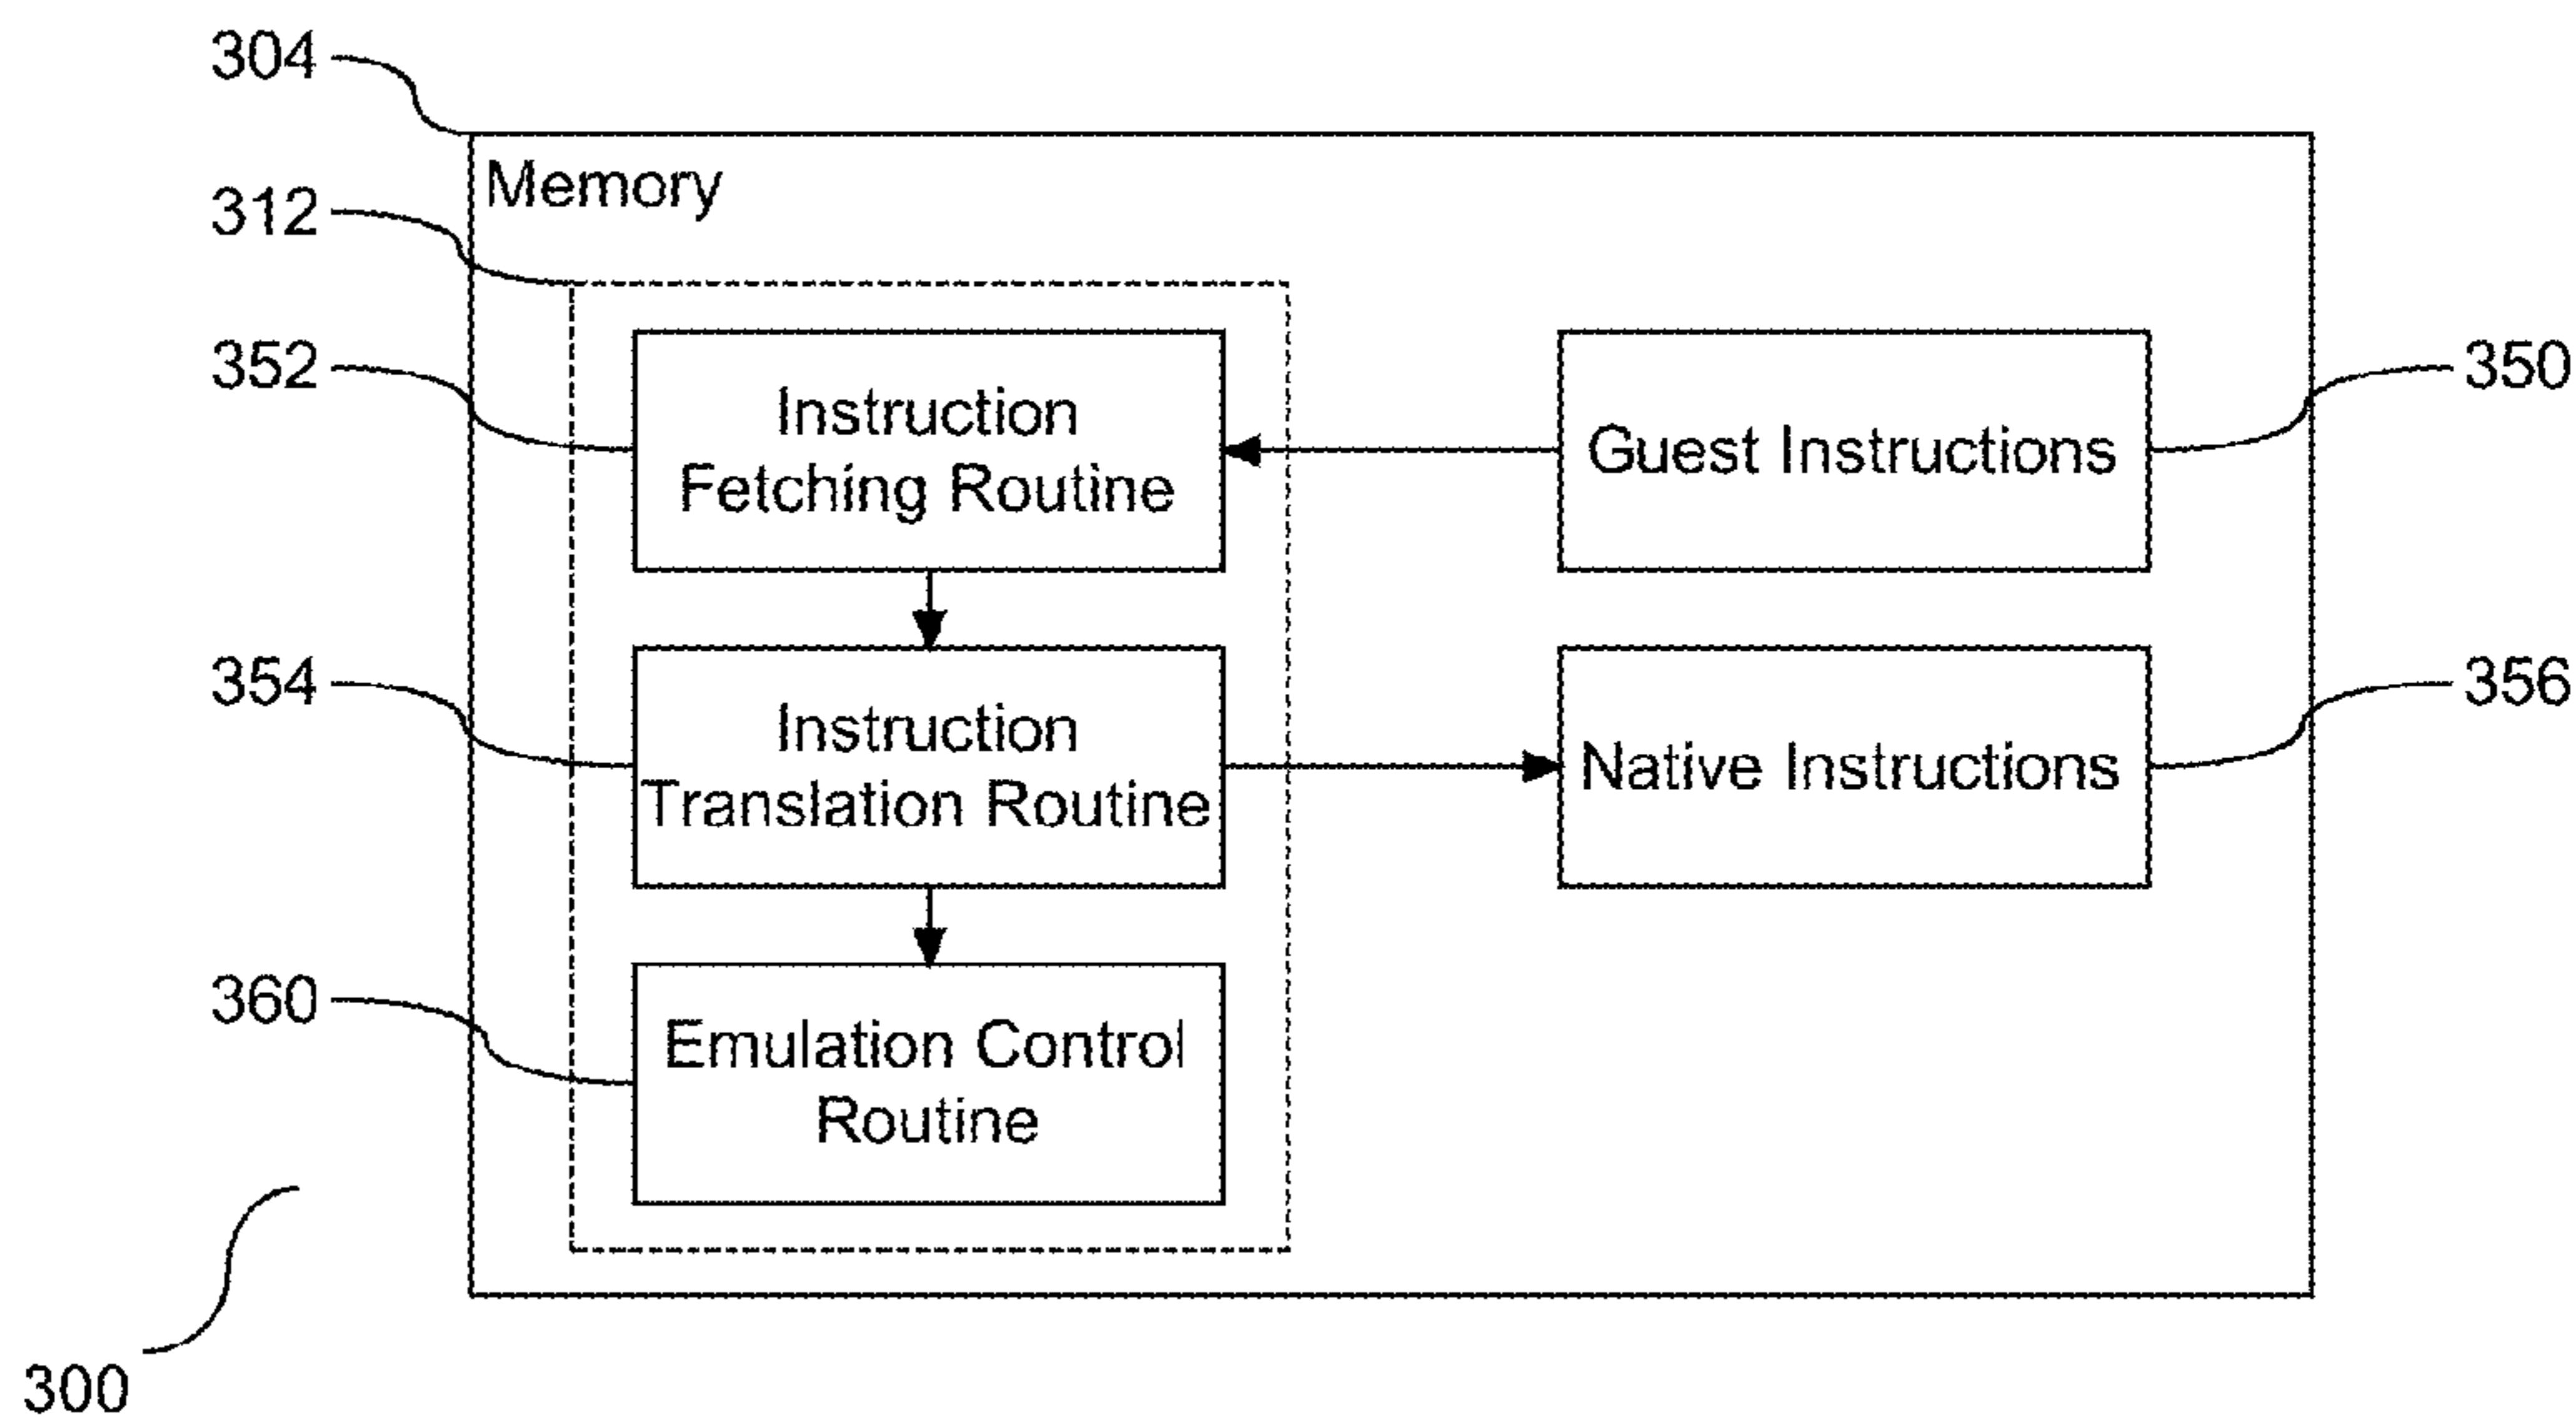 304
Memory
312
352
Instruction
Fetching Routine
Guest Instructions
350
354
Instruction
Translation Routine
Native Instructions
356
360
Emulation Control
Routine
300